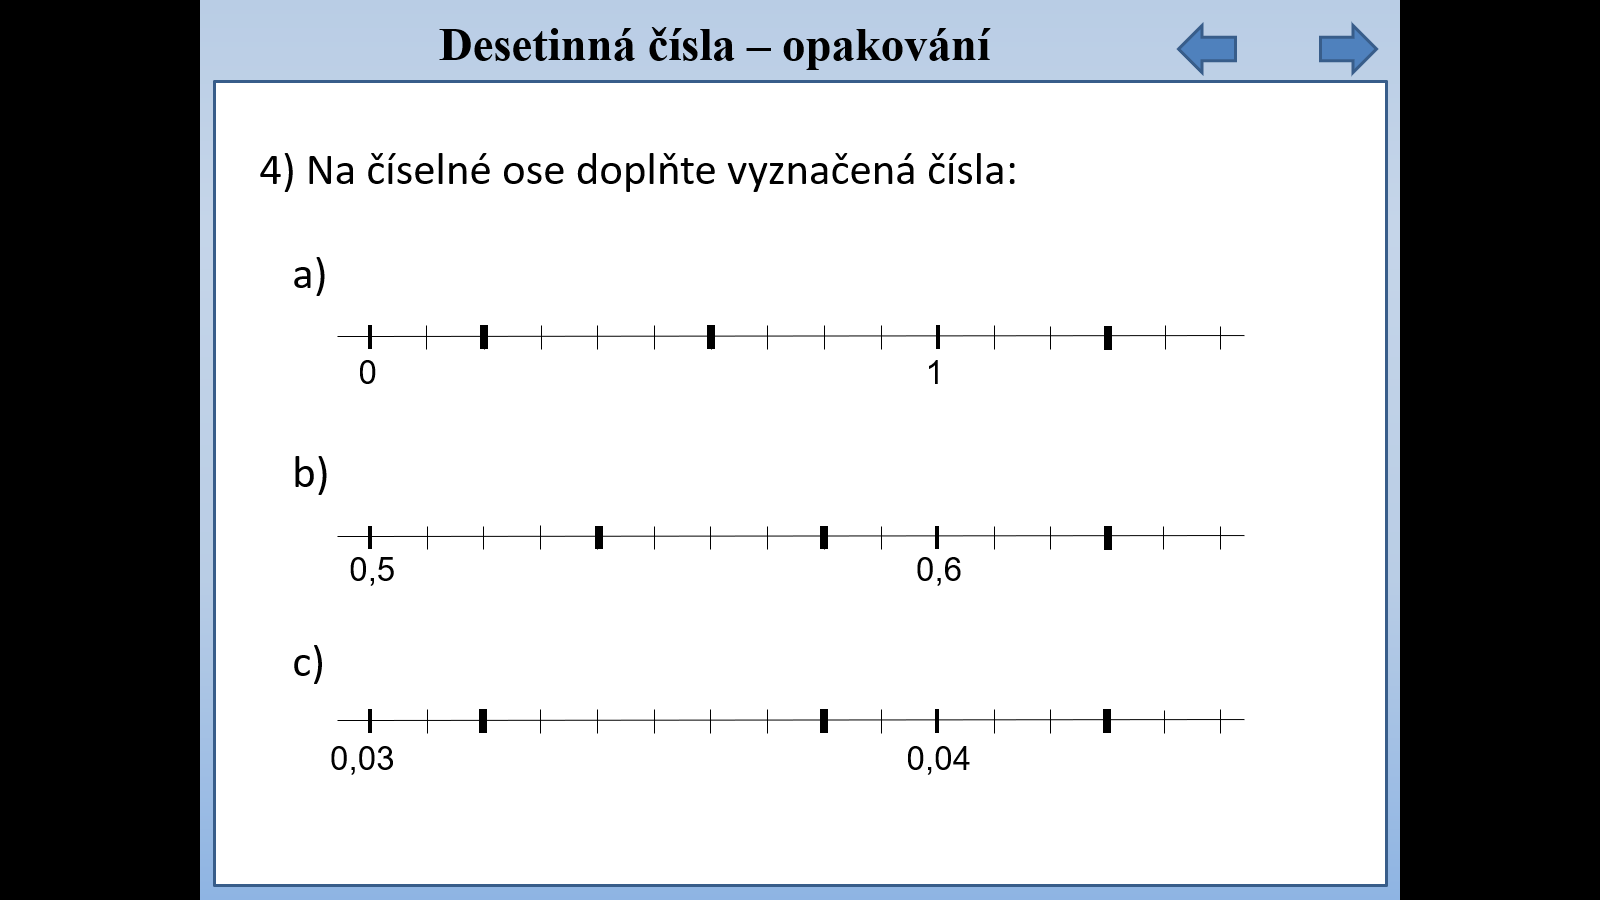 Desetinná čísla – opakování
4) Na číselné ose doplňte vyznačená čísla:
a)
0 1
b)
0,5 0,6
c)
0,03 0,04